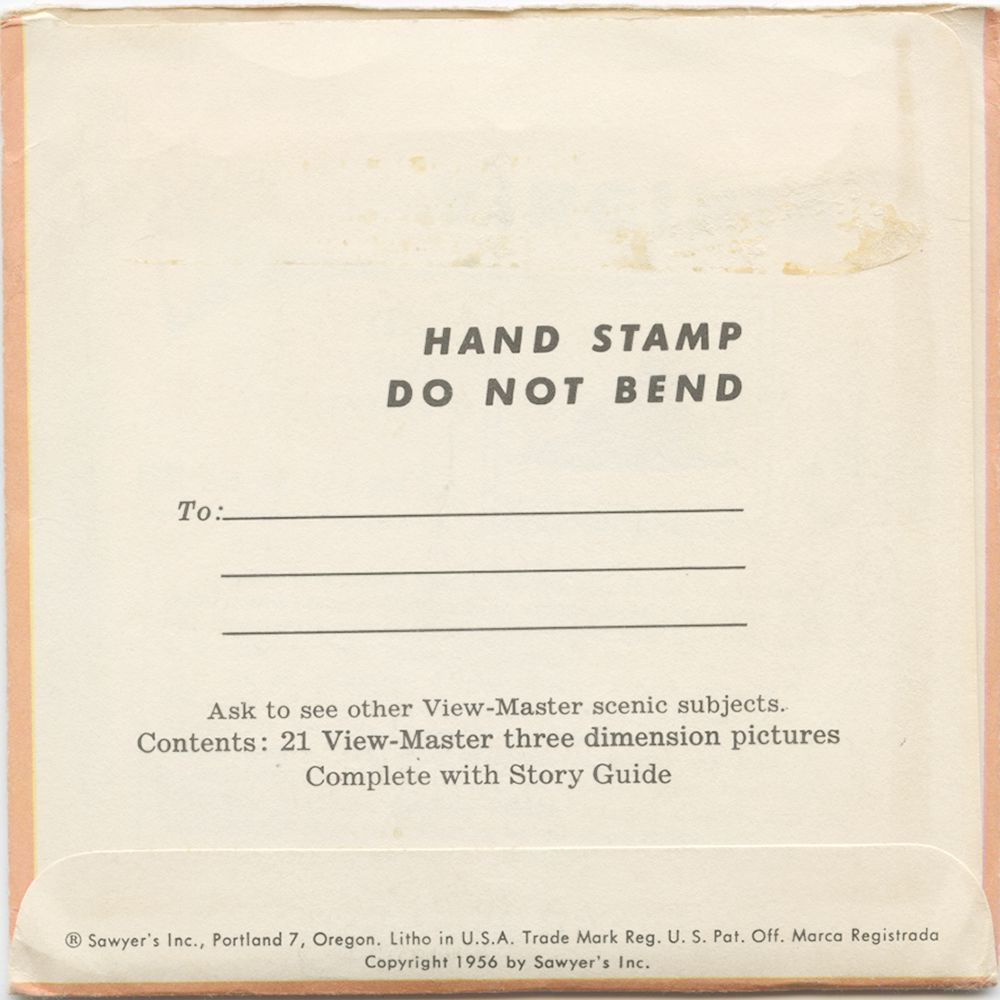 HAND STAMP
DO NOT BEND
To:
Ask to see other View-Master scenic subjects.
Contents: 21 View-Master three dimension pictures
Complete with Story Guide
® Sawyer's Inc., Portland 7, Oregon. Litho in U.S.A. Trade Mark Reg. U. S. Pat. Off. Marca Registrada
Copyright 1956 by Sawyer's Inc.